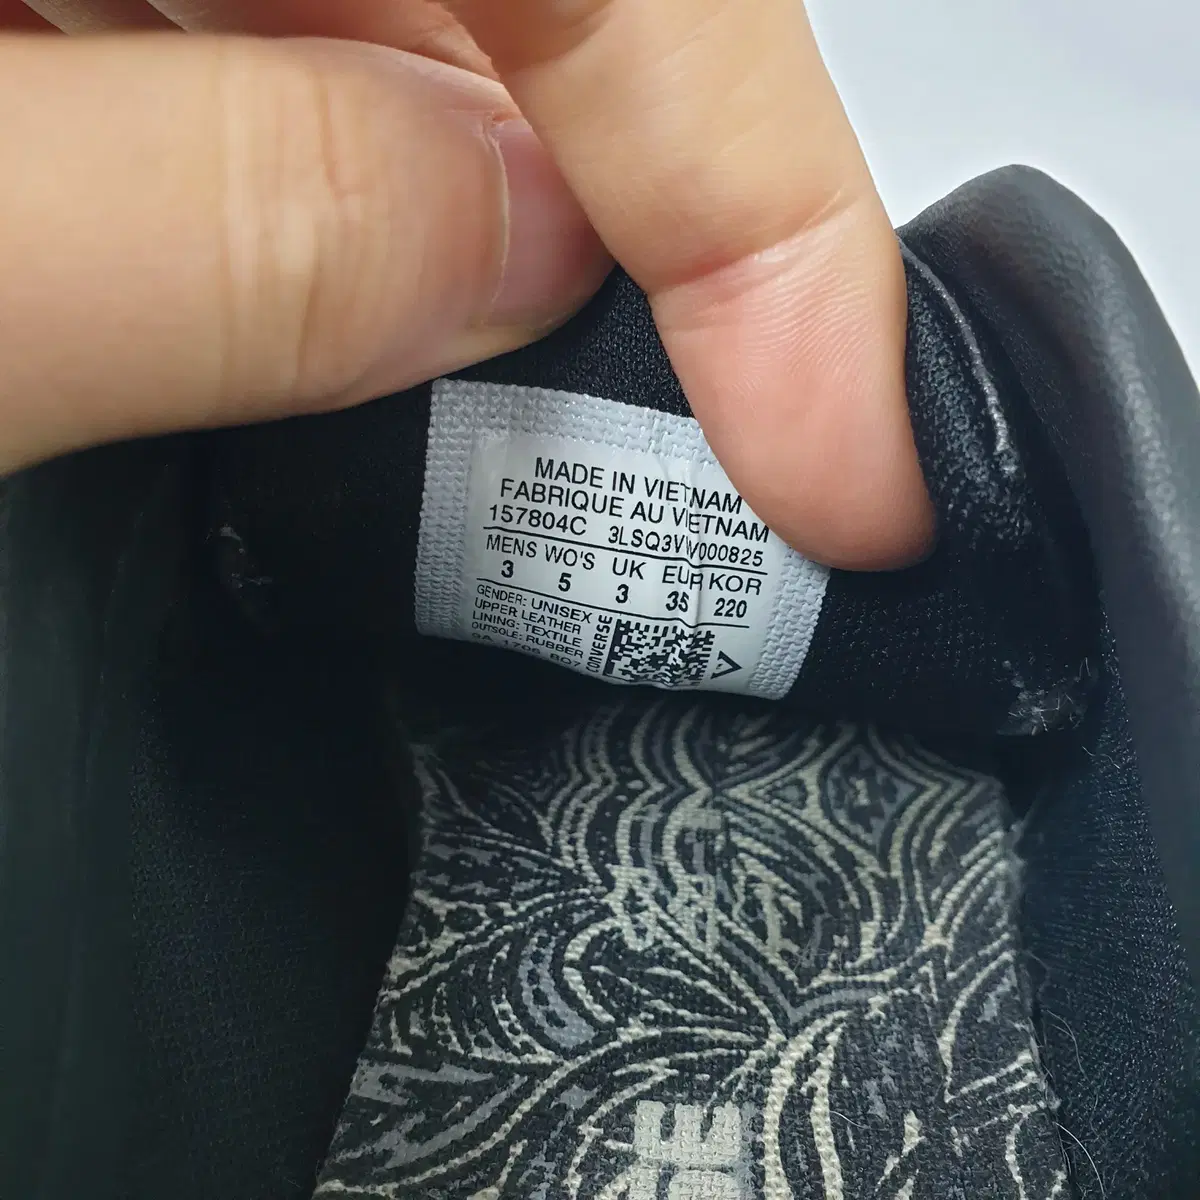 MADE IN VIETNAM
FABRIQUE AU VIETNAM
157804C 3LSQ3VW000825
MENS WO'S UK EUR KOR
3 5 3 35 220
GENDER: UNISEX
UPPER LEATHER
LINING: TEXTILE
OUTSOLE: RUBBER
CONVERSE